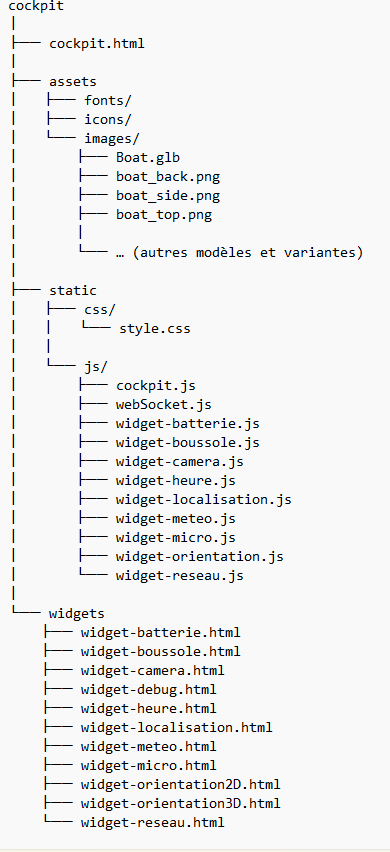 cockpit
│
├── cockpit.html
│
├── assets
│   ├── fonts/
│   ├── icons/
│   └── images/
│       ├── Boat.glb
│       ├── boat_back.png
│       ├── boat_side.png
│       ├── boat_top.png
│       │
│       └── … (autres modèles et variantes)
│
├── static
│   ├── css/
│   │   └── style.css
│   │
│   └── js/
│       ├── cockpit.js
│       ├── webSocket.js
│       ├── widget-batterie.js
│       ├── widget-boussole.js
│       ├── widget-camera.js
│       ├── widget-heure.js
│       ├── widget-localisation.js
│       ├── widget-meteo.js
│       ├── widget-micro.js
│       ├── widget-orientation.js
│       └── widget-reseau.js
│
└── widgets
    ├── widget-batterie.html
    ├── widget-boussole.html
    ├── widget-camera.html
    ├── widget-debug.html
    ├── widget-heure.html
    ├── widget-localisation.html
    ├── widget-meteo.html
    ├── widget-micro.html
    ├── widget-orientation2D.html
    ├── widget-orientation3D.html
    └── widget-reseau.html